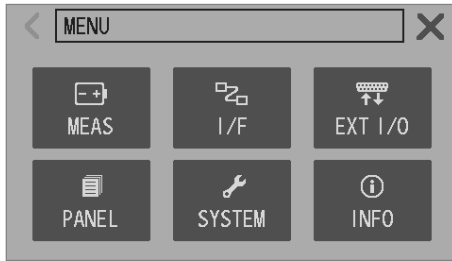 MENU
MEAS
I/F
EXT I/O
PANEL
SYSTEM
INFO